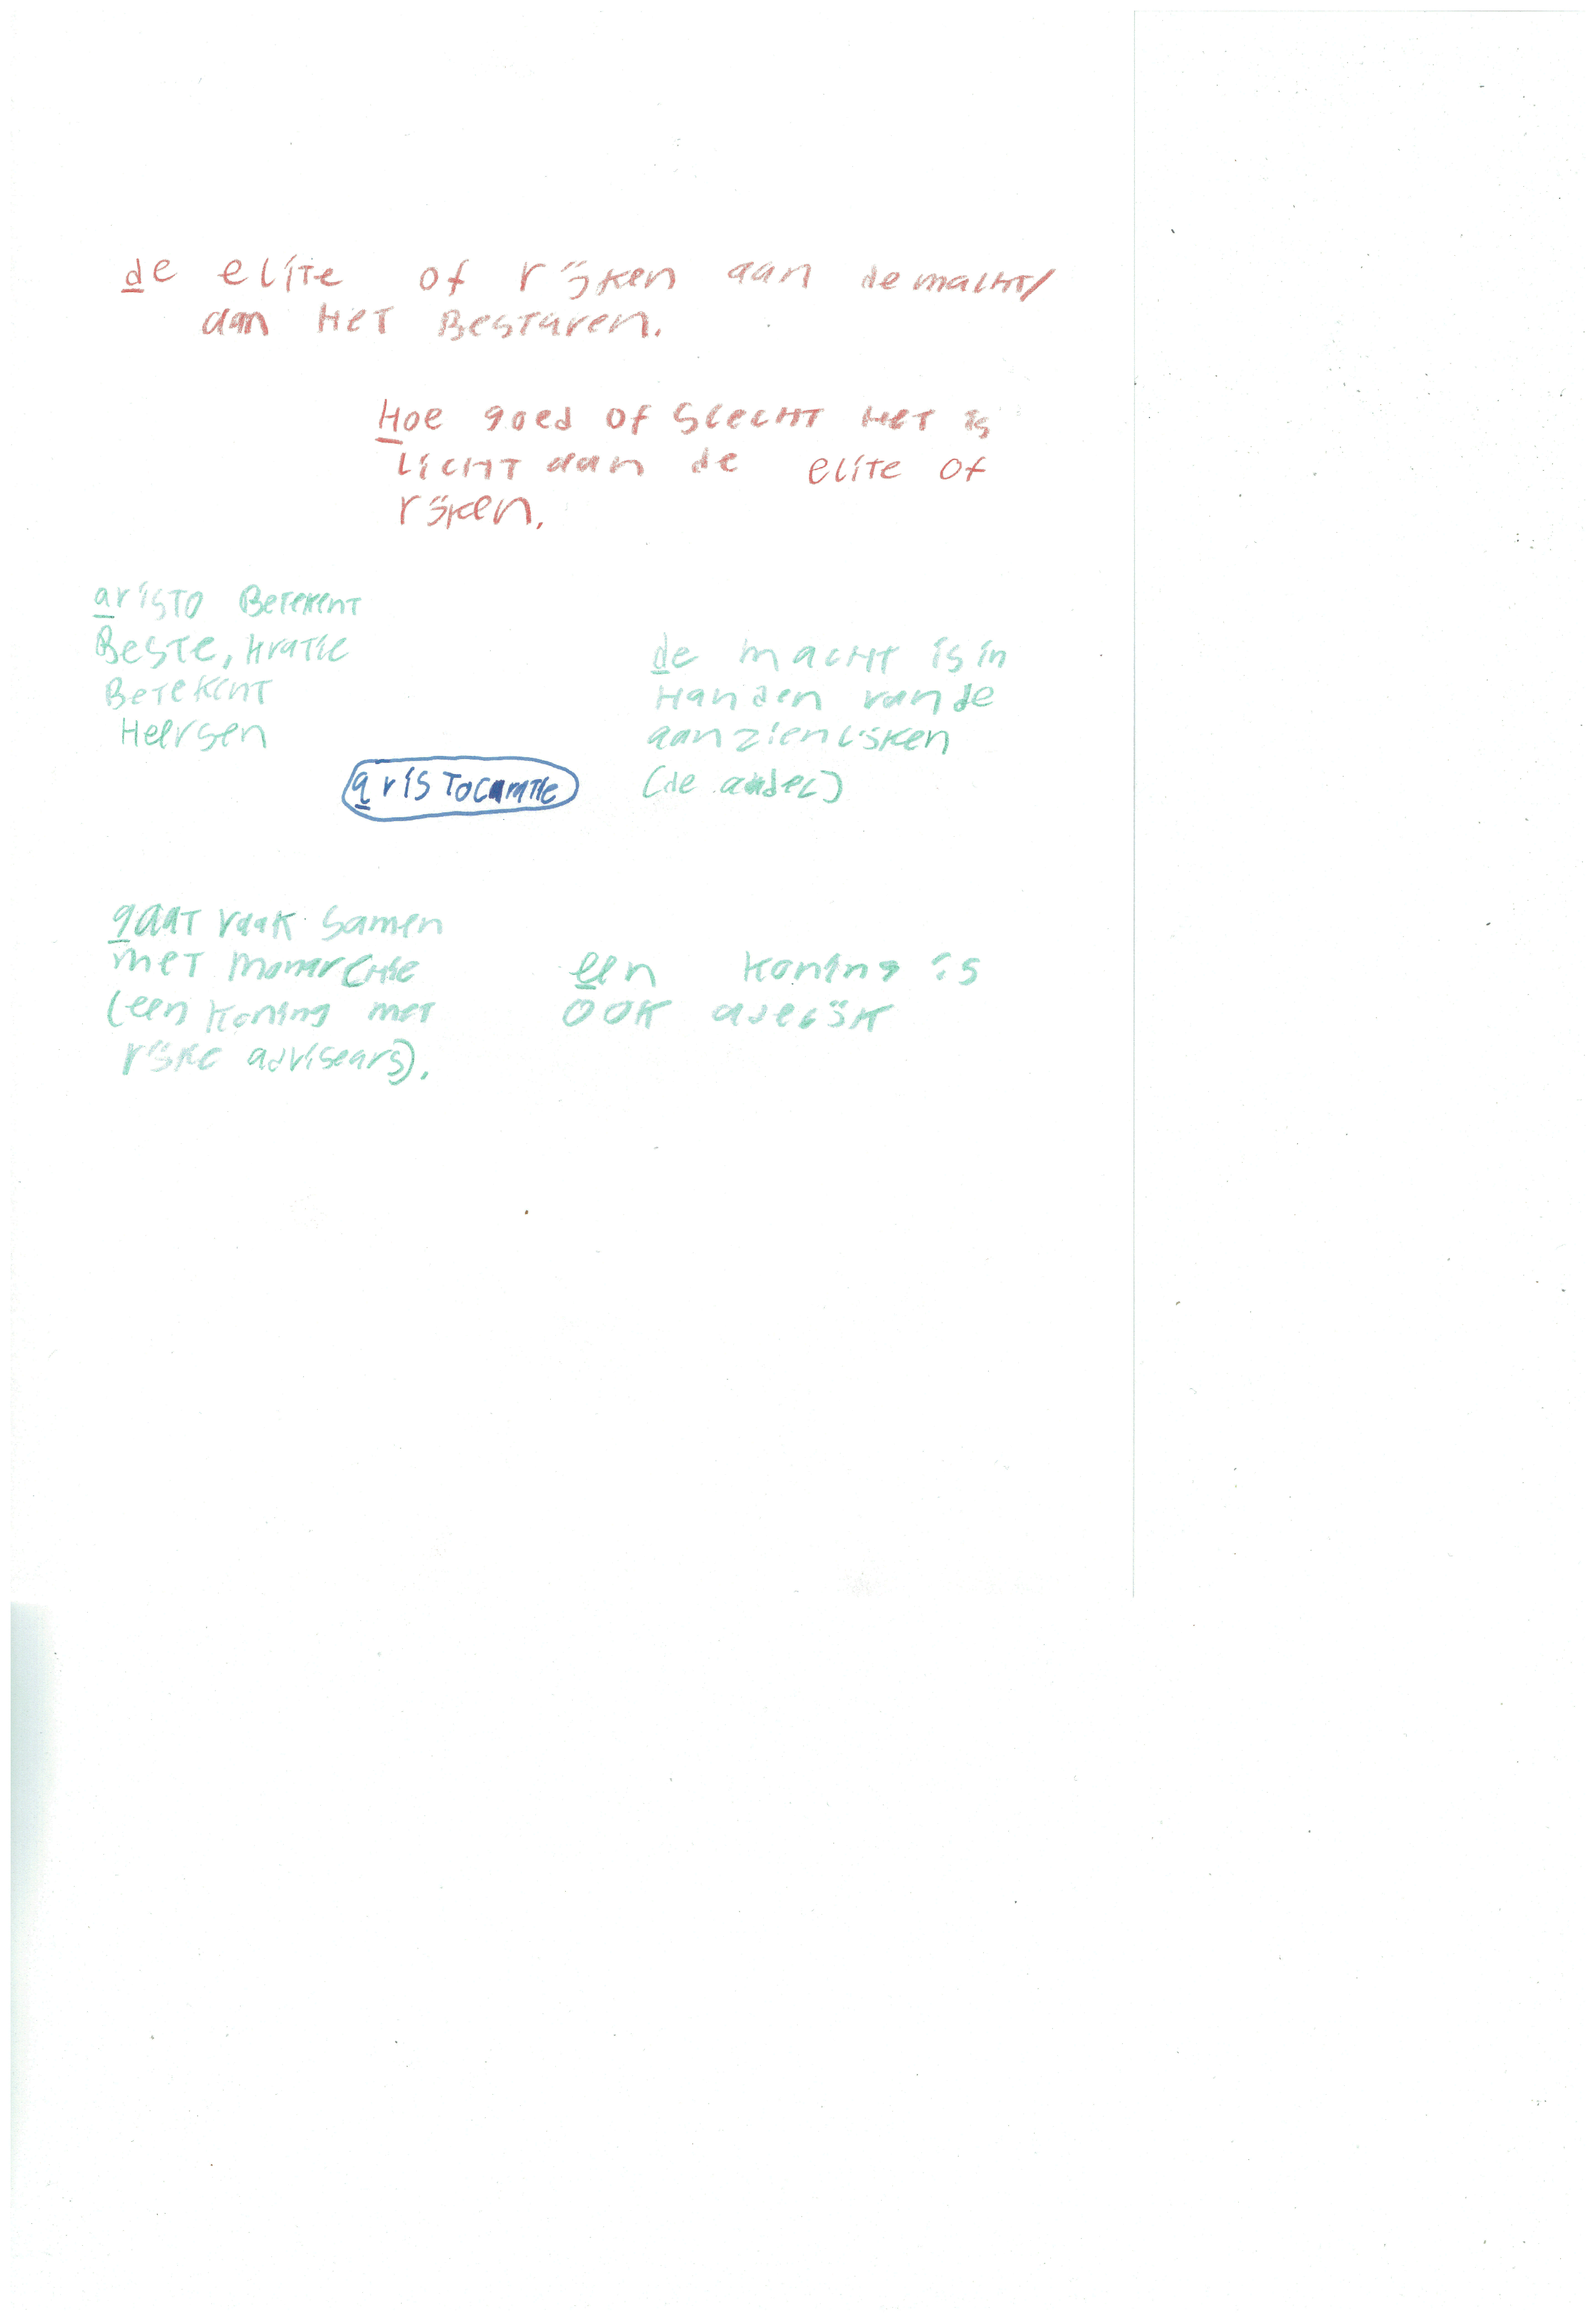 de elite of rijken aan de macht/
aan Het Besturen.
Hoe goed of slecht Het is
licht aan de elite of
rijken.
aristo Betekent
Beste, kratie
Betekent
Heersen
de macht is in
Handen van de
aanzienlijken
(de adel)
aristocratie
gaat vaak samen
met monarchie
(een koning met
rijke adviseurs).
een koning is
ook adelijk